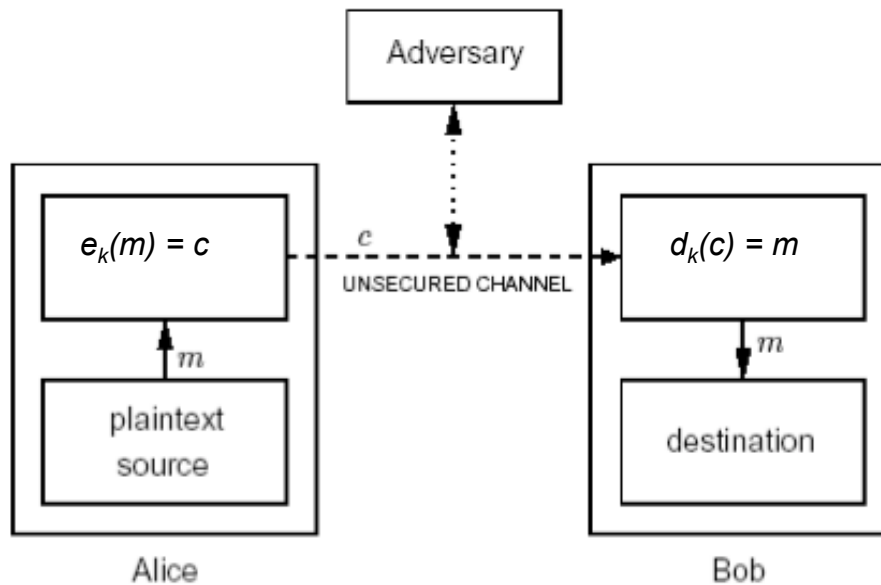 Adversary
e_k(m) = c
c
d_k(c) = m
UNSECURED CHANNEL
m
m
plaintext
source
destination
Alice
Bob